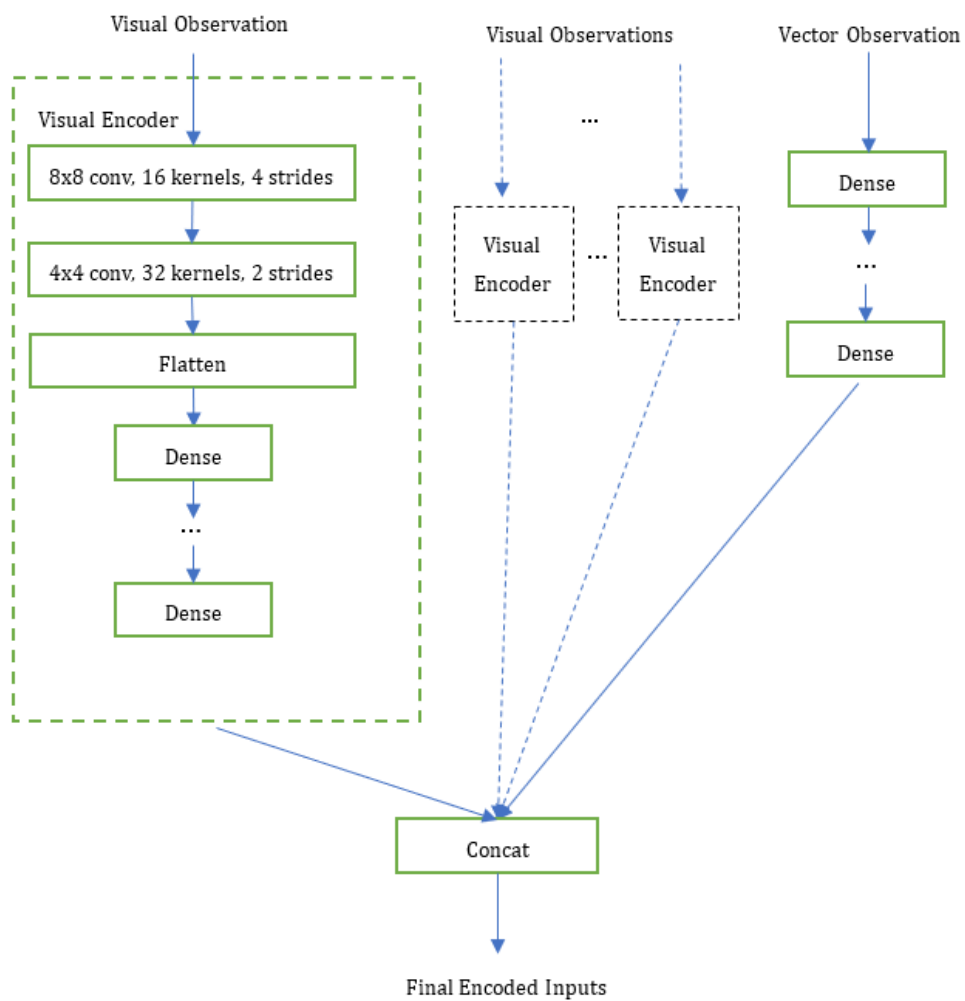 Visual Observation
Visual Observations
Vector Observation
Visual Encoder
8x8 conv, 16 kernels, 4 strides
4x4 conv, 32 kernels, 2 strides
Flatten
Dense
...
Dense
...
Visual
Encoder
...
Visual
Encoder
Dense
...
Dense
Concat
Final Encoded Inputs